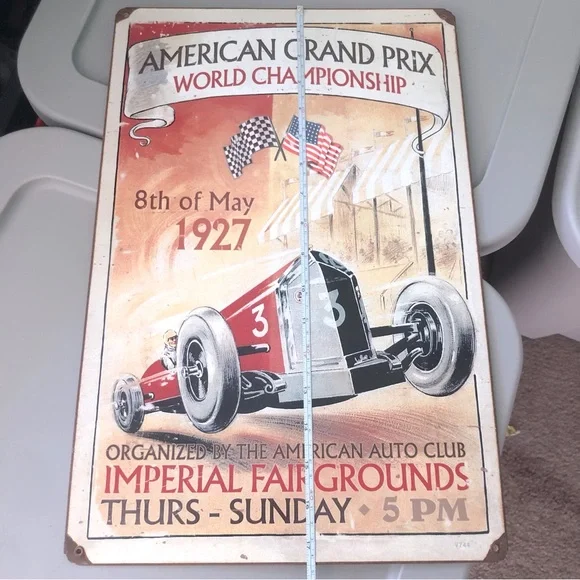 AMERICAN GRAND PRIX
WORLD CHAMPIONSHIP
8th of May
1927
3
3
ORGANIZED BY THE AMERICAN AUTO CLUB
IMPERIAL FAIRGROUNDS
THURS - SUNDAY • 5 PM